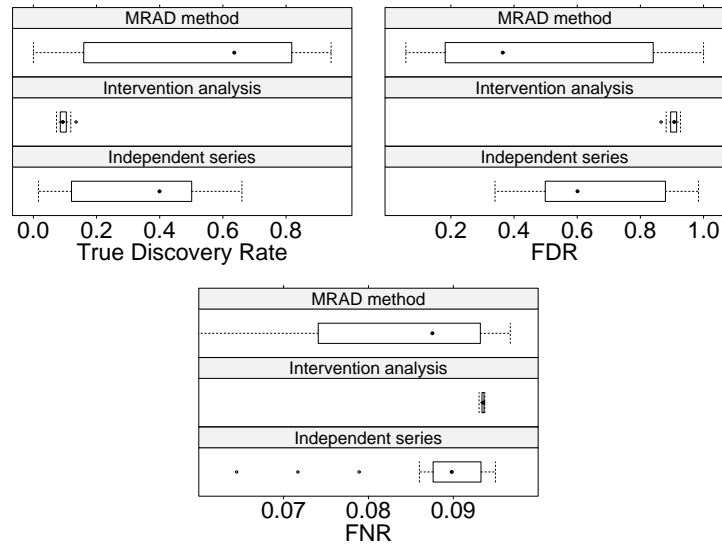 MRAD method
Intervention analysis
Independent series
0.0 0.2 0.4 0.6 0.8
True Discovery Rate
MRAD method
Intervention analysis
Independent series
0.2 0.4 0.6 0.8 1.0
FDR
MRAD method
Intervention analysis
Independent series
0.07 0.08 0.09
FNR